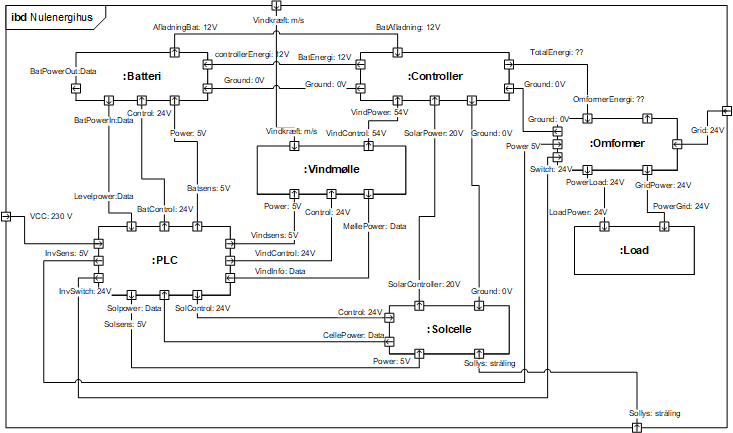 ibd Nulenergihus
AfladningBat: 12V
Vindkræft: m/s
BatAfladning: 12V
controllerEnergi: 12V
BatEnergi: 12V
TotalEnergi: ??
BatPowerOut:Data
:Batteri
:Controller
Ground: 0V
Ground: 0V
Ground: 0V
OmformerEnergi: ??
BatPowerIn:Data
Control: 24V
Power: 5V
VindPower: 54V
Vindkræft: m/s
VindControl: 54V
SolarPower: 20V
Ground: 0V
Ground: 0V
Power 5V
Switch: 24V
:Omformer
Grid: 24V
:Vindmølle
PowerLoad: 24V
GridPower: 24V
Levelpower:Data
Batsens: 5V
BatControl: 24V
Power: 5V
Control: 24V
MøllePower: Data
LoadPower: 24V
PowerGrid: 24V
VCC: 230 V
Vindsens: 5V
VindControl: 24V
VindInfo: Data
InvSens: 5V
:PLC
:Load
InvSwitch: 24V
Solpower: Data
SolControl: 24V
Solsens: 5V
SolarController: 20V
Ground: 0V
Control: 24V
:Solcelle
CellePower: Data
Power: 5V
Sollys: stråling
Sollys: stråling